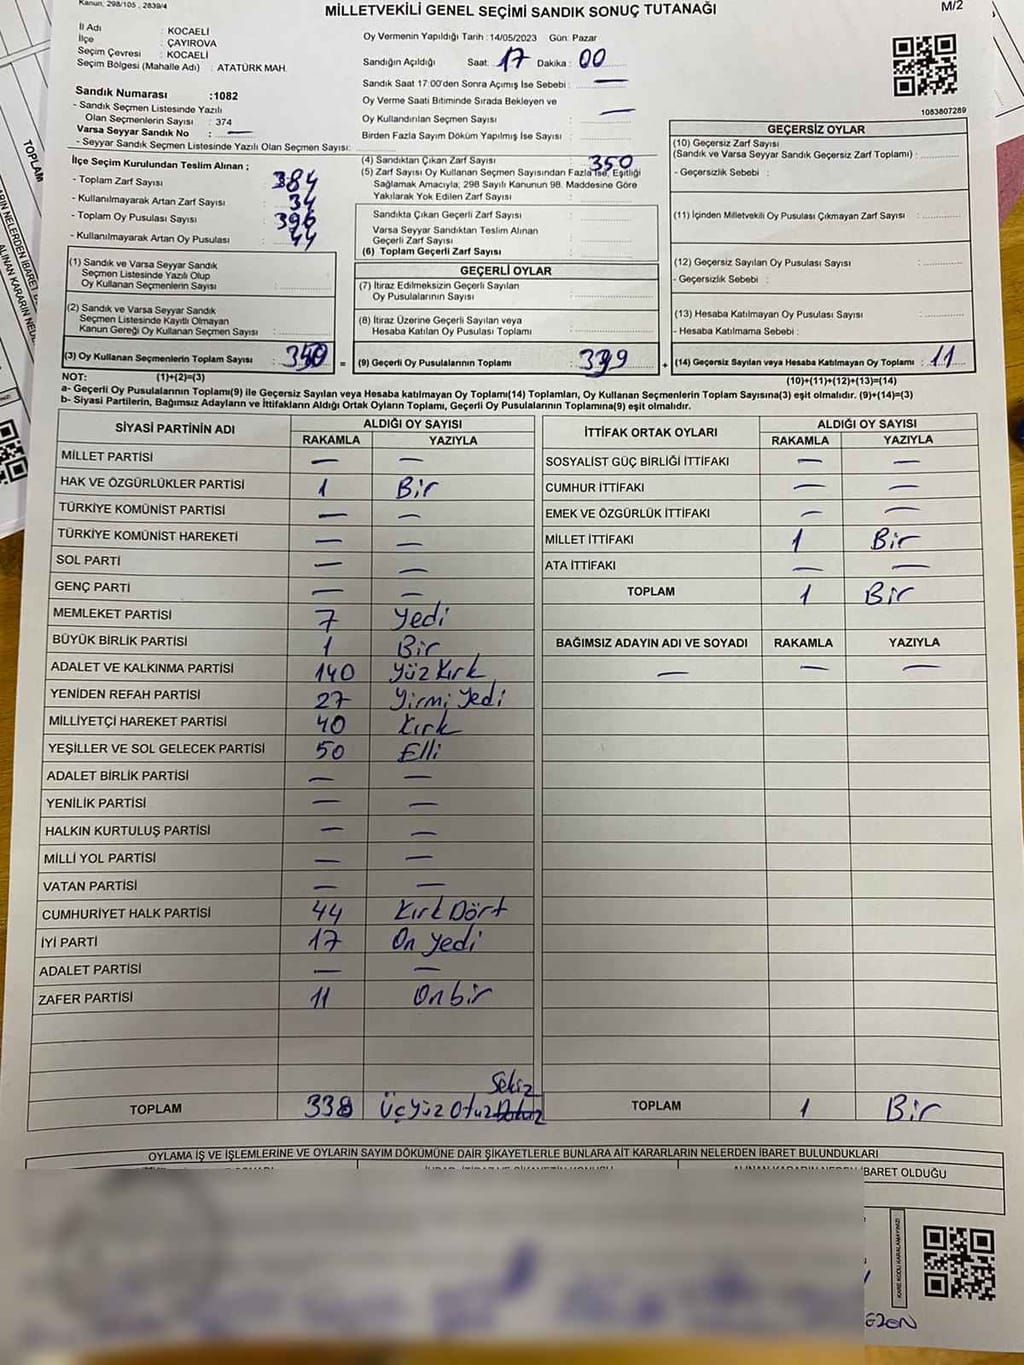 Kanun: 298/105 , 2839/4
MİLLETVEKİLİ GENEL SEÇİMİ SANDIK SONUÇ TUTANAĞI
M/2
İl Adı : KOCAELİ
İlçe : ÇAYIROVA
Seçim Çevresi : KOCAELİ
Seçim Bölgesi (Mahalle Adı) : ATATÜRK MAH.
Oy Vermenin Yapıldığı Tarih :14/05/2023 Gün: Pazar
Sandığın Açıldığı Saat: 17 Dakika: 00
Sandık Saat 17:00'den Sonra Açımış İse Sebebi : —
Oy Verme Saati Bitiminde Sırada Bekleyen ve
Oy Kullandırılan Seçmen Sayısı : —
Birden Fazla Sayım Döküm Yapılmış İse Sayısı :
1083807289
Sandık Numarası :1082
- Sandık Seçmen Listesinde Yazılı
Olan Seçmenlerin Sayısı : 374
Varsa Seyyar Sandık No : —
- Seyyar Sandık Seçmen Listesinde Yazılı Olan Seçmen Sayısı:
İlçe Seçim Kurulundan Teslim Alınan ;
- Toplam Zarf Sayısı : 384
- Kullanılmayarak Artan Zarf Sayısı : 34
- Toplam Oy Pusulası Sayısı : 396
- Kullanılmayarak Artan Oy Pusulası : 44
(1) Sandık ve Varsa Seyyar Sandık
Seçmen Listesinde Yazılı Olup
Oy Kullanan Seçmenlerin Sayısı :
(2) Sandık ve Varsa Seyyar Sandık
Seçmen Listesinde Kayıtlı Olmayan
Kanun Gereği Oy Kullanan Seçmen Sayısı :
(3) Oy Kullanan Seçmenlerin Toplam Sayısı : 350 =
(4) Sandıktan Çıkan Zarf Sayısı : 350
(5) Zarf Sayısı Oy Kullanan Seçmen Sayısından Fazla İse, Eşitliği
Sağlamak Amacıyla; 298 Sayılı Kanunun 98. Maddesine Göre
Yakılarak Yok Edilen Zarf Sayısı :
Sandıkta Çıkan Geçerli Zarf Sayısı :
Varsa Seyyar Sandıktan Teslim Alınan
Geçerli Zarf Sayısı :
(6) Toplam Geçerli Zarf Sayısı :
GEÇERLİ OYLAR
(7) İtiraz Edilmeksizin Geçerli Sayılan
Oy Pusulalarının Sayısı :
(8) İtiraz Üzerine Geçerli Sayılan veya
Hesaba Katılan Oy Pusulası Toplamı :
(9) Geçerli Oy Pusulalarının Toplamı : 339 +
GEÇERSİZ OYLAR
(10) Geçersiz Zarf Sayısı
(Sandık ve Varsa Seyyar Sandık Geçersiz Zarf Toplamı) :
- Geçersizlik Sebebi :
(11) İçinden Milletvekili Oy Pusulası Çıkmayan Zarf Sayısı :
(12) Geçersiz Sayılan Oy Pusulası Sayısı :
- Geçersizlik Sebebi :
(13) Hesaba Katılmayan Oy Pusulası Sayısı :
- Hesaba Katılmama Sebebi :
(14) Geçersiz Sayılan veya Hesaba Katılmayan Oy Toplamı : 11
NOT: (1)+(2)=(3)
(10)+(11)+(12)+(13)=(14)
a- Geçerli Oy Pusulalarının Toplamı(9) ile Geçersiz Sayılan veya Hesaba katılmayan Oy Toplamı(14) Toplamları, Oy Kullanan Seçmenlerin Toplam Sayısına(3) eşit olmalıdır. (9)+(14)=(3)
b- Siyasi Partilerin, Bağımsız Adayların ve İttifakların Aldığı Ortak Oyların Toplamı, Geçerli Oy Pusulalarının Toplamına(9) eşit olmalıdır.
SİYASİ PARTİNİN ADI ALDIĞI OY SAYISI
RAKAMLA YAZIYLA
MİLLET PARTİSİ — —
HAK VE ÖZGÜRLÜKLER PARTİSİ 1 Bir
TÜRKİYE KOMÜNİST PARTİSİ — —
TÜRKİYE KOMÜNİST HAREKETİ — —
SOL PARTİ — —
GENÇ PARTİ — —
MEMLEKET PARTİSİ 7 Yedi
BÜYÜK BİRLİK PARTİSİ 1 Bir
ADALET VE KALKINMA PARTİSİ 140 Yüz Kırk
YENİDEN REFAH PARTİSİ 27 Yirmi Yedi
MİLLİYETÇİ HAREKET PARTİSİ 40 Kırk
YEŞİLLER VE SOL GELECEK PARTİSİ 50 Elli
ADALET BİRLİK PARTİSİ — —
YENİLİK PARTİSİ — —
HALKIN KURTULUŞ PARTİSİ — —
MİLLİ YOL PARTİSİ — —
VATAN PARTİSİ — —
CUMHURİYET HALK PARTİSİ 44 Kırk Dört
İYİ PARTİ 17 On Yedi
ADALET PARTİSİ — —
ZAFER PARTİSİ 11 Onbir
Sekiz
TOPLAM 338 Üçyüz Otuz
İTTİFAK ORTAK OYLARI ALDIĞI OY SAYISI
RAKAMLA YAZIYLA
SOSYALİST GÜÇ BİRLİĞİ İTTİFAKI — —
CUMHUR İTTİFAKI — —
EMEK VE ÖZGÜRLÜK İTTİFAKI — —
MİLLET İTTİFAKI 1 Bir
ATA İTTİFAKI — —
TOPLAM 1 Bir
BAĞIMSIZ ADAYIN ADI VE SOYADI RAKAMLA YAZIYLA
— — —
TOPLAM 1 Bir
OYLAMA İŞ VE İŞLEMLERİNE VE OYLARIN SAYIM DÖKÜMÜNE DAİR ŞİKAYETLERLE BUNLARA AİT KARARLARIN NELERDEN İBARET BULUNDUKLARI
ALINAN KARARIN NEDEN İBARET OLDUĞU